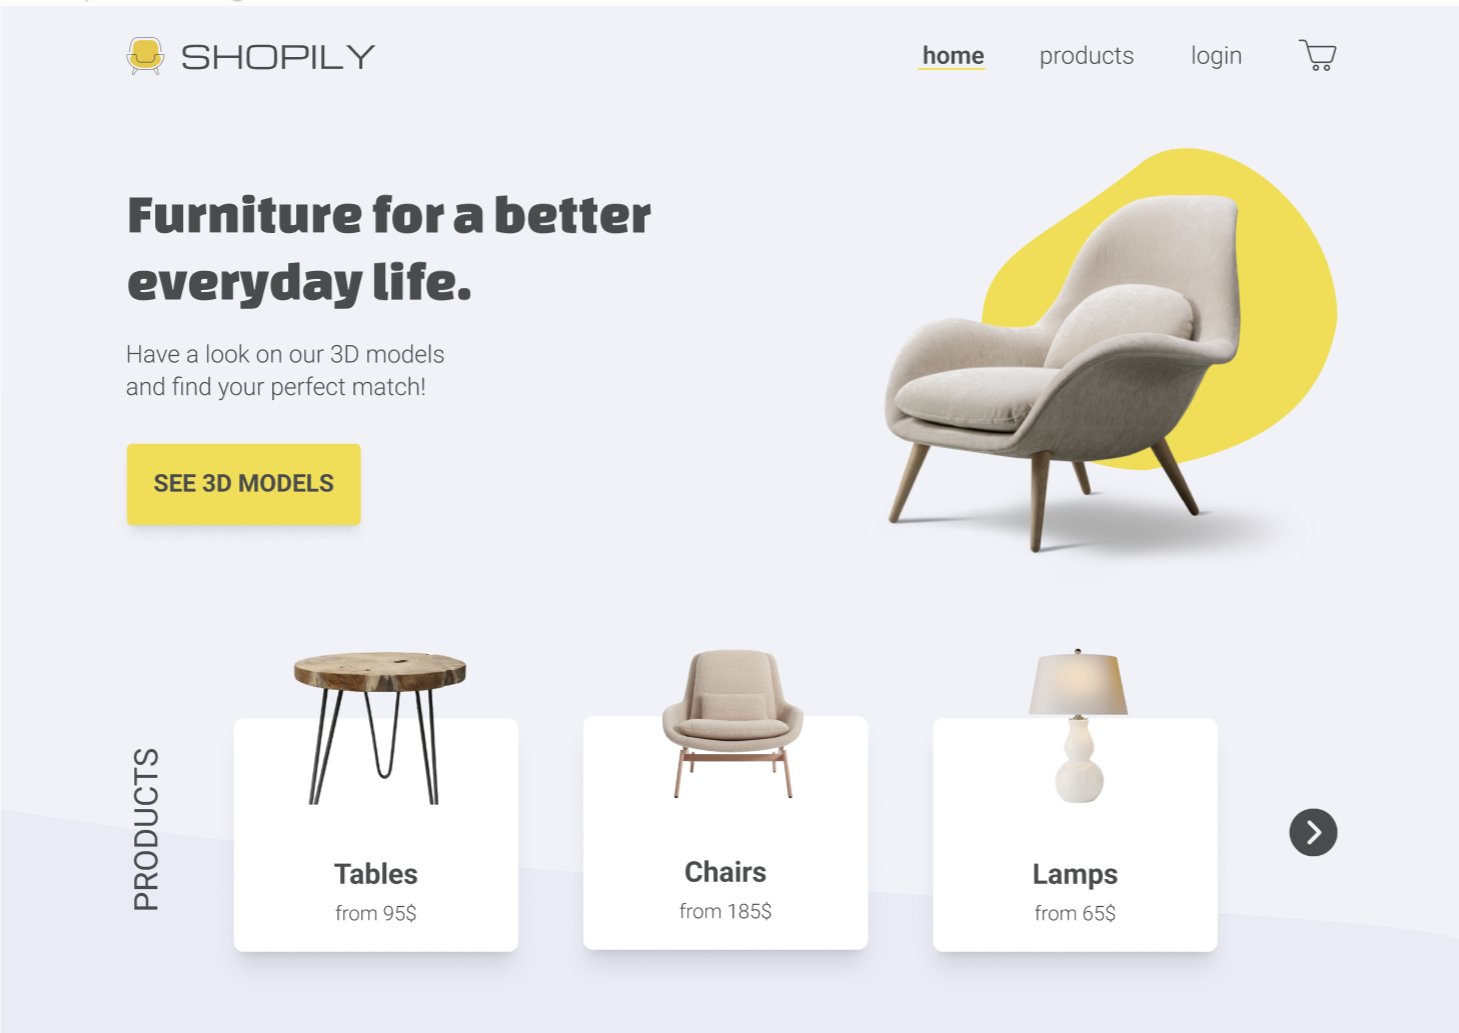 SHOPILY
home
products
login
Furniture for a better
everyday life.
Have a look on our 3D models
and find your perfect match!
SEE 3D MODELS
PRODUCTS
Tables
from 95$
Chairs
from 185$
Lamps
from 65$